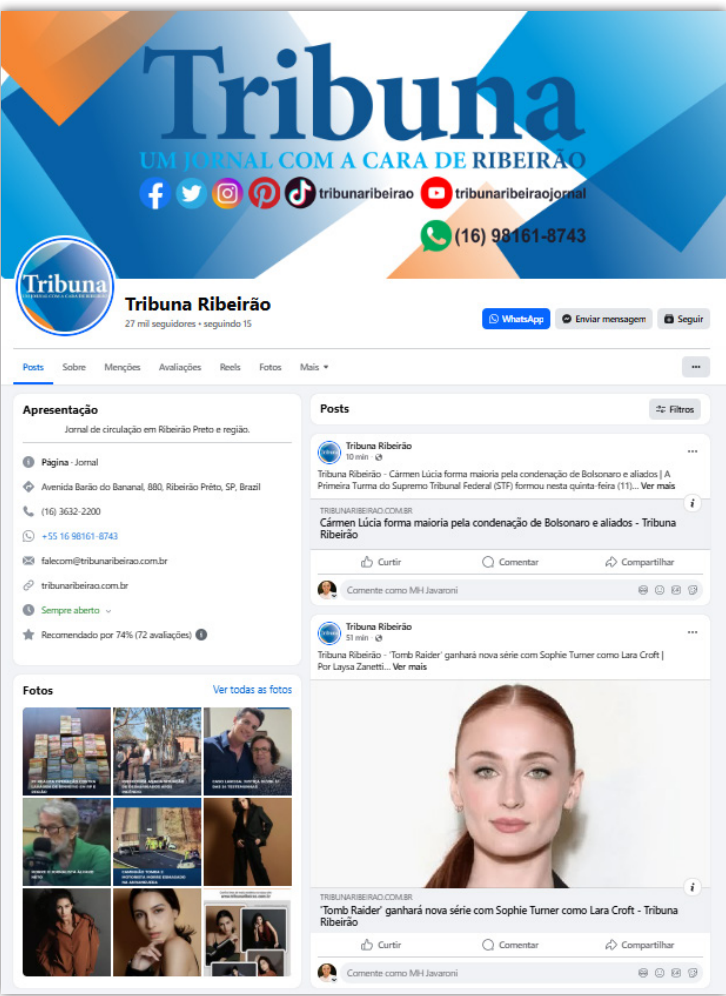 Tribuna
UM JORNAL COM A CARA DE RIBEIRÃO
tribunaribeirao tribunaribeiraojornal
(16) 98161-8743
Tribuna
Tribuna Ribeirão
27 mil seguidores • seguindo 15
WhatsApp Enviar mensagem Seguir
Posts Sobre Menções Avaliações Reels Fotos Mais
Apresentação
Jornal de circulação em Ribeirão Preto e região.
Página · Jornal
Avenida Barão do Bananal, 880, Ribeirão Prêto, SP, Brazil
(16) 3632-2200
+55 16 98161-8743
falecom@tribunaribeirao.com.br
tribunaribeirao.com.br
Sempre aberto
Recomendado por 74% (72 avaliações)
Fotos Ver todas as fotos
Posts Filtros
Tribuna Ribeirão
10 min ·
Tribuna Ribeirão - Cármen Lúcia forma maioria pela condenação de Bolsonaro e aliados | A
Primeira Turma do Supremo Tribunal Federal (STF) formou nesta quinta-feira (11)... Ver mais
TRIBUNARIBEIRAO.COM.BR
Cármen Lúcia forma maioria pela condenação de Bolsonaro e aliados - Tribuna
Ribeirão
Curtir Comentar Compartilhar
Comente como MH Javaroni
Tribuna Ribeirão
51 min ·
Tribuna Ribeirão - 'Tomb Raider' ganhará nova série com Sophie Turner como Lara Croft |
Por Laysa Zanetti... Ver mais
TRIBUNARIBEIRAO.COM.BR
'Tomb Raider' ganhará nova série com Sophie Turner como Lara Croft - Tribuna
Ribeirão
Curtir Comentar Compartilhar
Comente como MH Javaroni